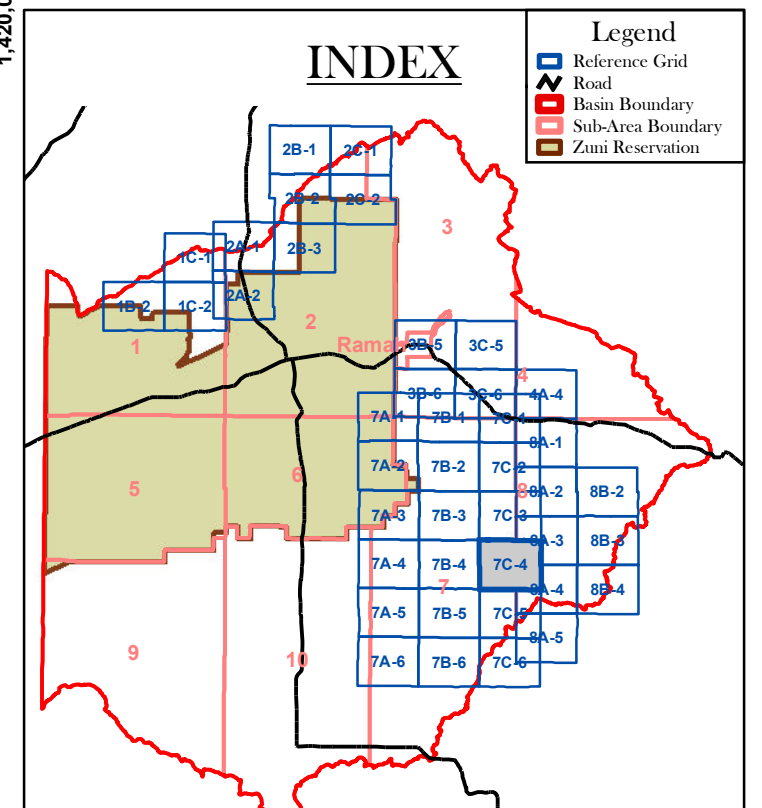 1,420,0
INDEX
Legend
Reference Grid
Road
Basin Boundary
Sub-Area Boundary
Zuni Reservation
2B-1 2C-1
2B-2 2C-2
3
2A-1 2B-3
1C-1
2A-2
1B-2 1C-2
2
1
Ramah 3B-5 3C-5
4
3B-6 3C-6 4A-4
7A-1 7B-1 7C-1
8A-1
7A-2 7B-2 7C-2
5 6 8 8A-2 8B-2
7A-3 7B-3 7C-3
8A-3 8B-3
7A-4 7B-4 7C-4
7 8A-4 8B-4
7A-5 7B-5 7C-5
8A-5
9 10 7A-6 7B-6 7C-6